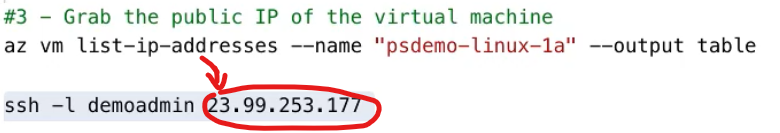 #3 - Grab the public IP of the virtual machine
az vm list-ip-addresses --name "psdemo-linux-1a" --output table
ssh -l demoadmin 23.99.253.177